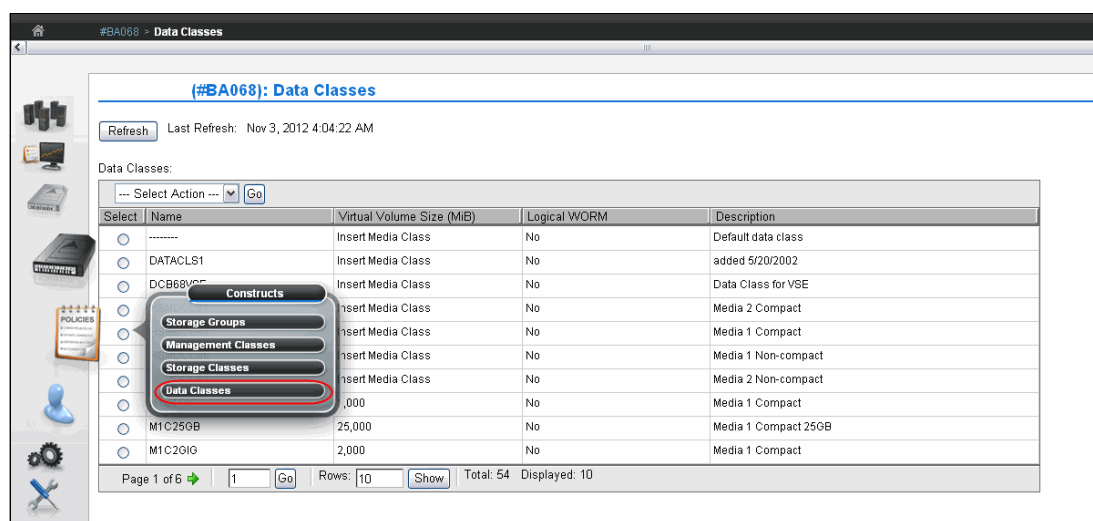 #BA068 > Data Classes
(#BA068): Data Classes
Refresh Last Refresh: Nov 3, 2012 4:04:22 AM
Data Classes:
--- Select Action --- Go
Select Name Virtual Volume Size (MiB) Logical WORM Description
-------- Insert Media Class No Default data class
DATACLS1 Insert Media Class No added 5/20/2002
Insert Media Class No Data Class for VSE
Constructs
Insert Media Class No Media 2 Compact
POLICIES
Storage Groups
Insert Media Class No Media 1 Compact
Management Classes
Insert Media Class No Media 1 Non-compact
Storage Classes
Insert Media Class No Media 2 Non-compact
Data Classes
,000 No Media 1 Compact
M1C25GB 25,000 No Media 1 Compact 25GB
M1C2GIG 2,000 No Media 1 Compact
Page 1 of 6 1 Go Rows: 10 Show Total: 54 Displayed: 10